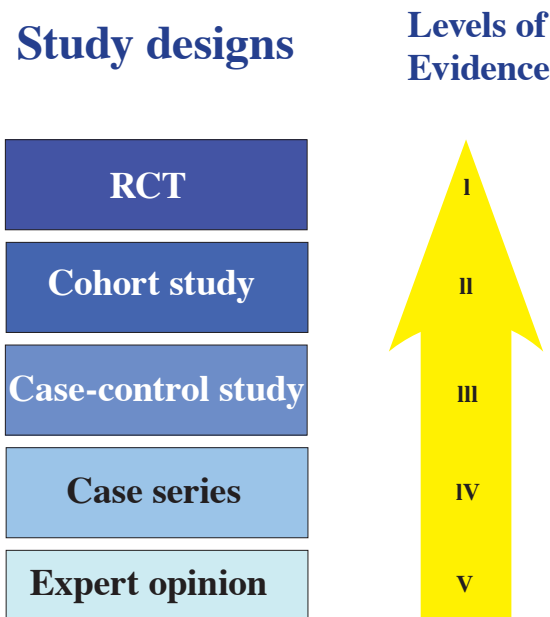 Study designs
Levels of
Evidence
RCT
I
Cohort study
II
Case-control study
III
Case series
IV
Expert opinion
V